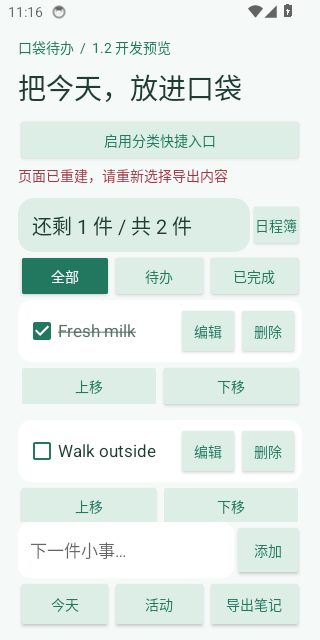 11:16
口袋待办 / 1.2 开发预览
把今天，放进口袋
启用分类快捷入口
页面已重建，请重新选择导出内容
还剩 1 件 / 共 2 件
日程簿
全部 待办 已完成
Fresh milk 编辑 删除
上移 下移
Walk outside 编辑 删除
上移 下移
下一件小事… 添加
今天 活动 导出笔记